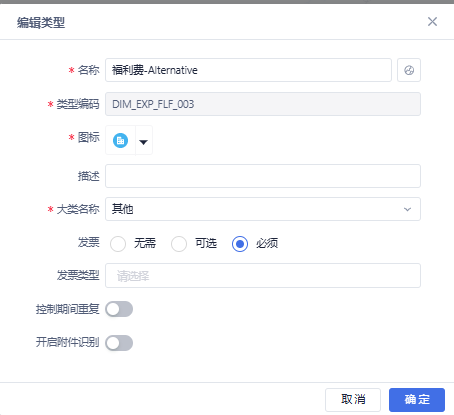 编辑类型
* 名称 福利费-Alternative
* 类型编码 DIM_EXP_FLF_003
* 图标
描述
* 大类名称 其他
发票 无需 可选 必须
发票类型 请选择
控制期间重复
开启附件识别
取消 确定